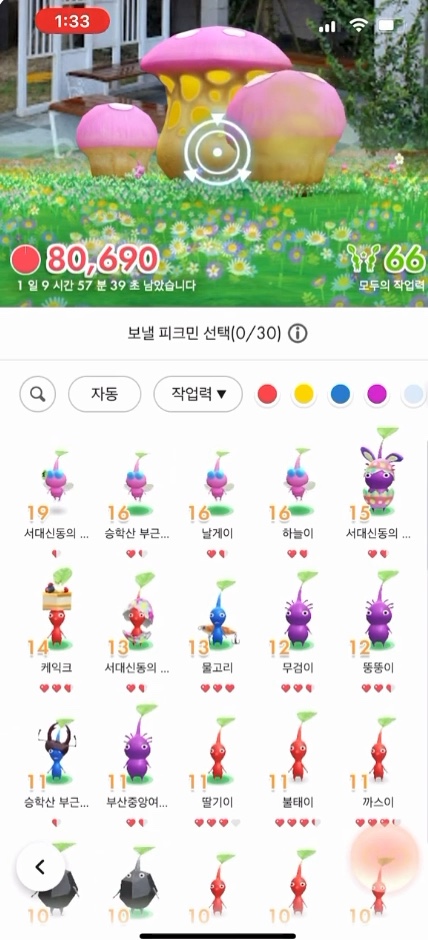 1:33
80,690
66
1 일 9 시간 57 분 39 초 남았습니다
모두의 작업력
보낼 피크민 선택(0/30)
자동
작업력 ▼
19
16
16
16
15
서대신동의 ...
승학산 부근...
날게이
하늘이
서대신동의 ...
14
13
13
12
12
케익크
서대신동의 ...
물고리
무검이
뚱뚱이
11
11
11
11
11
승학산 부근...
부산중앙여...
딸기이
불태이
까스이
10
10
10
10
10